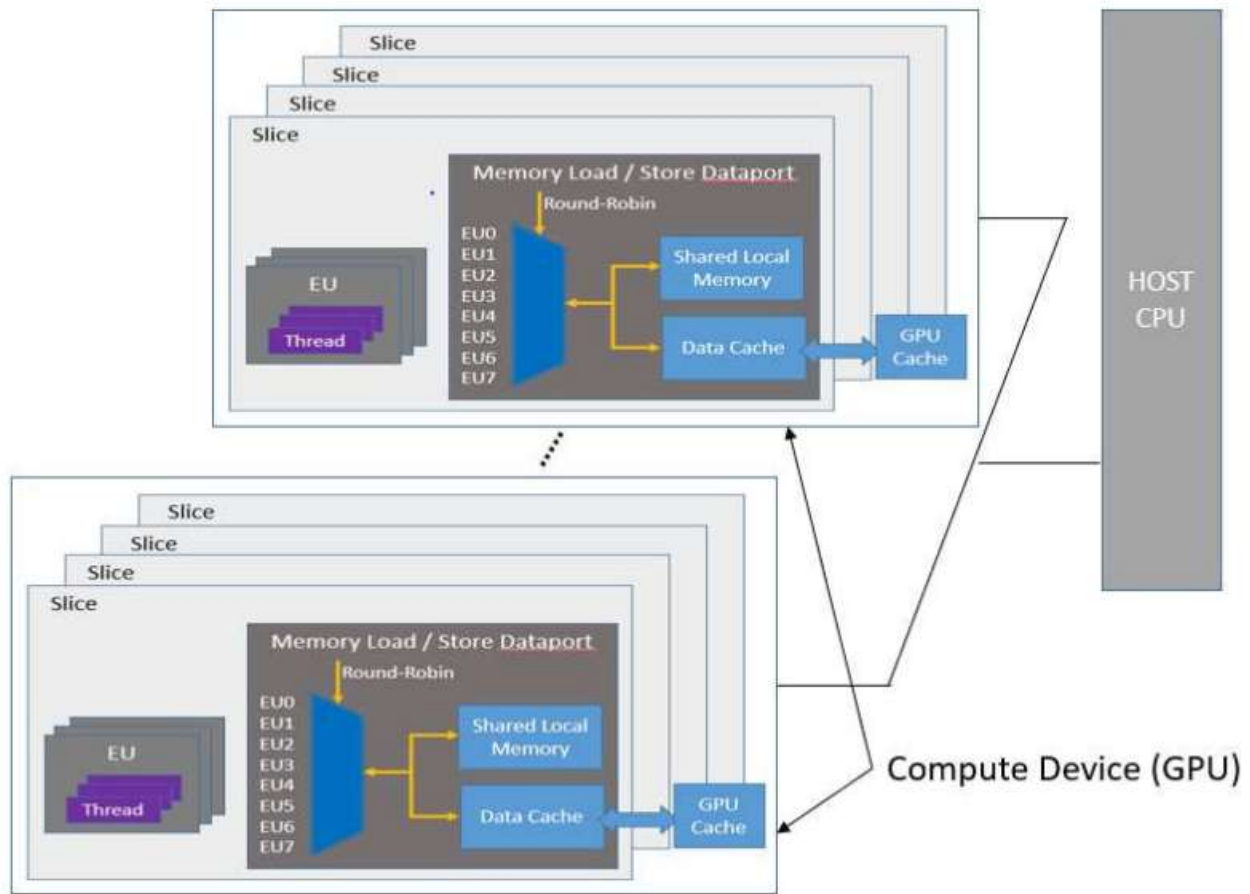 Slice
Slice
Slice
Slice
Memory Load / Store Dataport
Round-Robin
EU0
EU1
EU2
EU3
EU4
EU5
EU6
EU7
Shared Local
Memory
Data Cache
GPU
Cache
EU
Thread
HOST
CPU
Slice
Slice
Slice
Slice
Memory Load / Store Dataport
Round-Robin
EU0
EU1
EU2
EU3
EU4
EU5
EU6
EU7
Shared Local
Memory
Data Cache
GPU
Cache
EU
Thread
Compute Device (GPU)